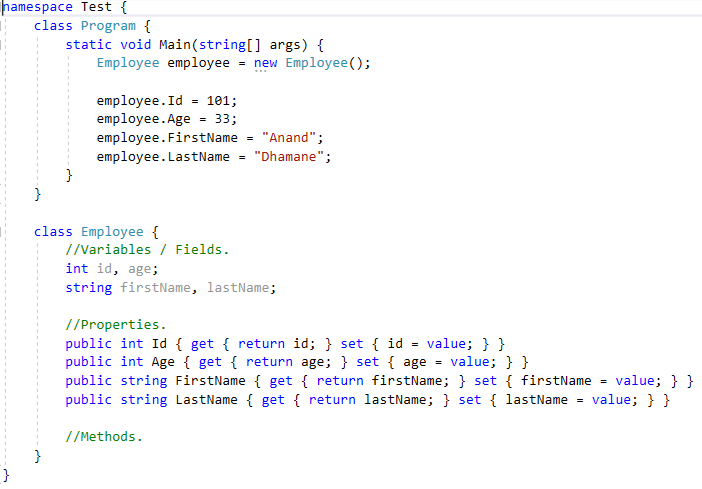 namespace Test {
    class Program {
        static void Main(string[] args) {
            Employee employee = new Employee();

            employee.Id = 101;
            employee.Age = 33;
            employee.FirstName = "Anand";
            employee.LastName = "Dhamane";
        }
    }

    class Employee {
        //Variables / Fields.
        int id, age;
        string firstName, lastName;

        //Properties.
        public int Id { get { return id; } set { id = value; } }
        public int Age { get { return age; } set { age = value; } }
        public string FirstName { get { return firstName; } set { firstName = value; } }
        public string LastName { get { return lastName; } set { lastName = value; } }

        //Methods.
    }
}